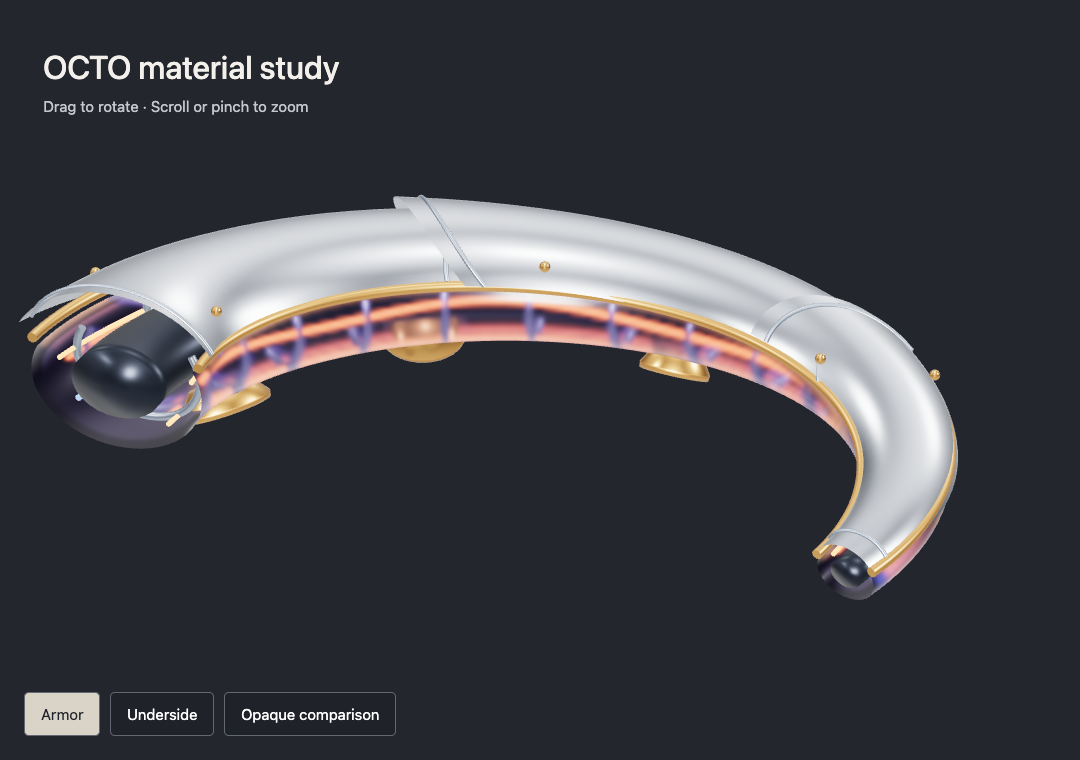 OCTO material study
Drag to rotate · Scroll or pinch to zoom
Armor
Underside
Opaque comparison